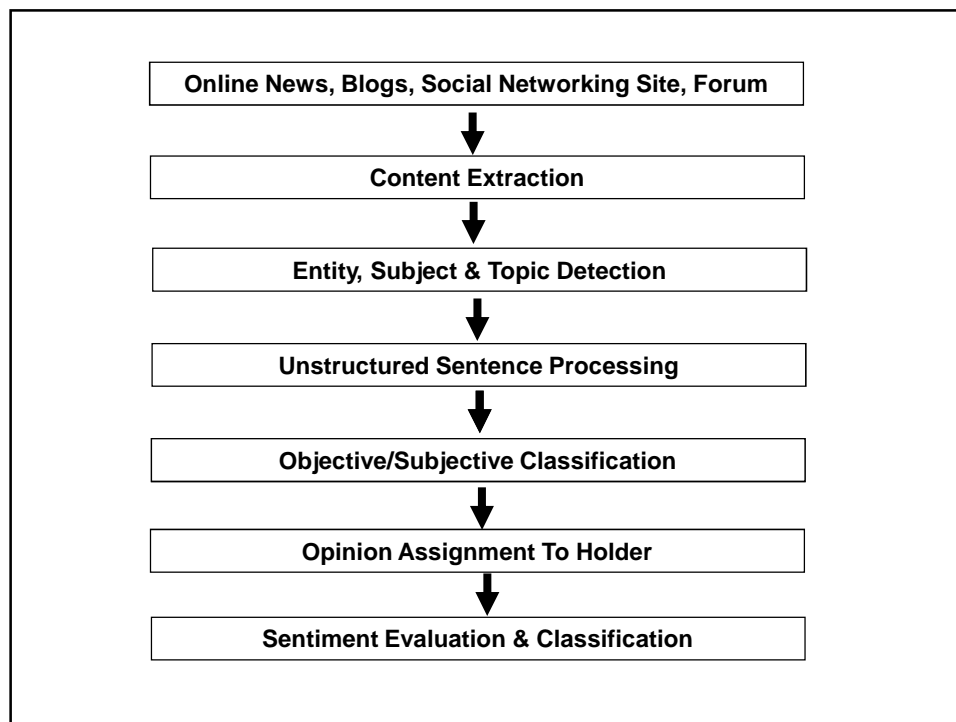 Online News, Blogs, Social Networking Site, Forum
Content Extraction
Entity, Subject & Topic Detection
Unstructured Sentence Processing
Objective/Subjective Classification
Opinion Assignment To Holder
Sentiment Evaluation & Classification